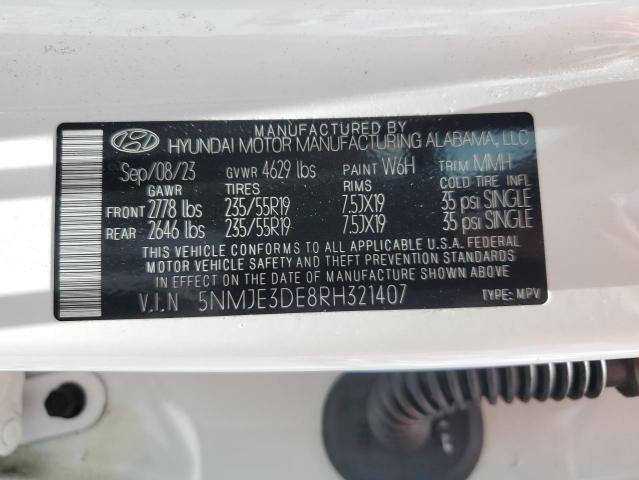 MANUFACTURED BY
HYUNDAI MOTOR MANUFACTURING ALABAMA, LLC
Sep/08/23 GVWR 4629 lbs PAINT W6H TRIM MMH
GAWR TIRES RIMS COLD TIRE INFL
FRONT 2778 lbs 235/55R19 7.5JX19 35 psi SINGLE
REAR 2646 lbs 235/55R19 7.5JX19 35 psi SINGLE
THIS VEHICLE CONFORMS TO ALL APPLICABLE U.S.A. FEDERAL
MOTOR VEHICLE SAFETY AND THEFT PREVENTION STANDARDS
IN EFFECT ON THE DATE OF MANUFACTURE SHOWN ABOVE.
V.I.N 5NMJE3DE8RH321407 TYPE: MPV